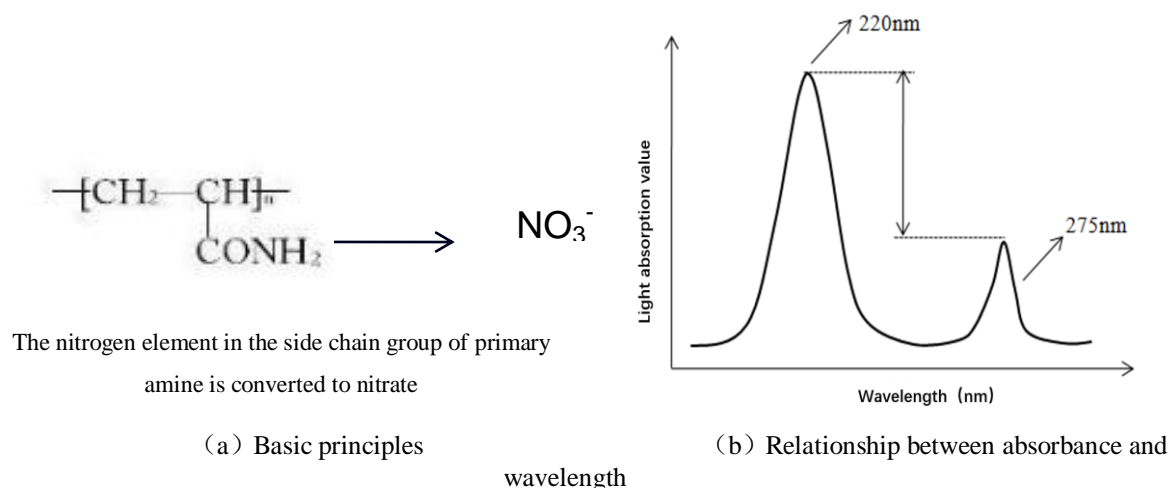 220nm
275nm
Light absorption value
Wavelength (nm)
—[CH₂—CH]ₙ—
CONH₂
NO₃⁻
The nitrogen element in the side chain group of primary
amine is converted to nitrate
（a）Basic principles
（b）Relationship between absorbance and
wavelength